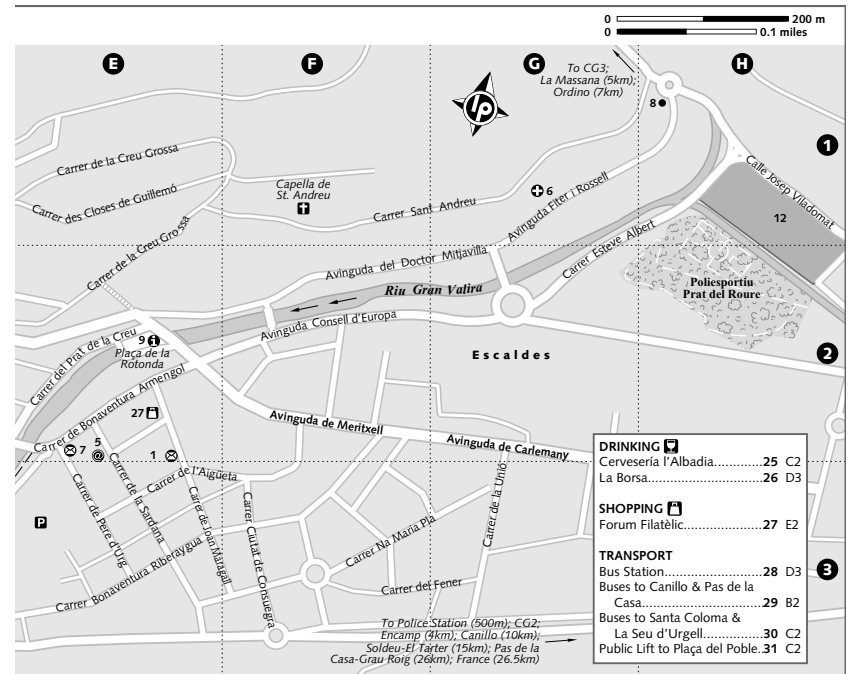 0 200 m
0 0.1 miles
E
F
G
H
To CG3;
La Massana (5km);
Ordino (7km)
lp
8
1
Carrer de la Creu Grossa
Capella de
St. Andreu
6
Calle Josep Viladomat
Carrer des Closes de Guillemó
Carrer Sant Andreu
Avinguda Fiter i Rossell
12
Carrer de la Creu Grossa
Avinguda del Doctor Mitjavilla
Carrer Esteve Albert
Riu Gran Valira
Poliesportiu
Prat del Roure
Avinguda Consell d'Europa
Carrer del Prat de la Creu
9
Plaça de la
Rotonda
Escaldes
2
Carrer de Bonaventura Armengol
27
Avinguda de Meritxell
Avinguda de Carlemany
7
5
@
1
Carrer de l'Aigueta
Carrer de la Unió
P
Carrer de Pere d'Urg
Carrer de la Sardana
Carrer de Joan Maragall
Carrer Ciutat de Consuegra
Carrer Na Maria Pla
Carrer Bonaventura Riberaygua
Carrer del Fener
3
To Police Station (500m); CG2;
Encamp (4km); Canillo (10km);
Soldeu-El Tarter (15km); Pas de la
Casa-Grau Roig (26km); France (26.5km)
DRINKING
Cervesería l'Albadia..............25 C2
La Borsa..............................26 D3
SHOPPING
Forum Filatèlic.....................27 E2
TRANSPORT
Bus Station..........................28 D3
Buses to Canillo & Pas de la
Casa................................29 B2
Buses to Santa Coloma &
La Seu d'Urgell.................30 C2
Public Lift to Plaça del Poble..31 C2